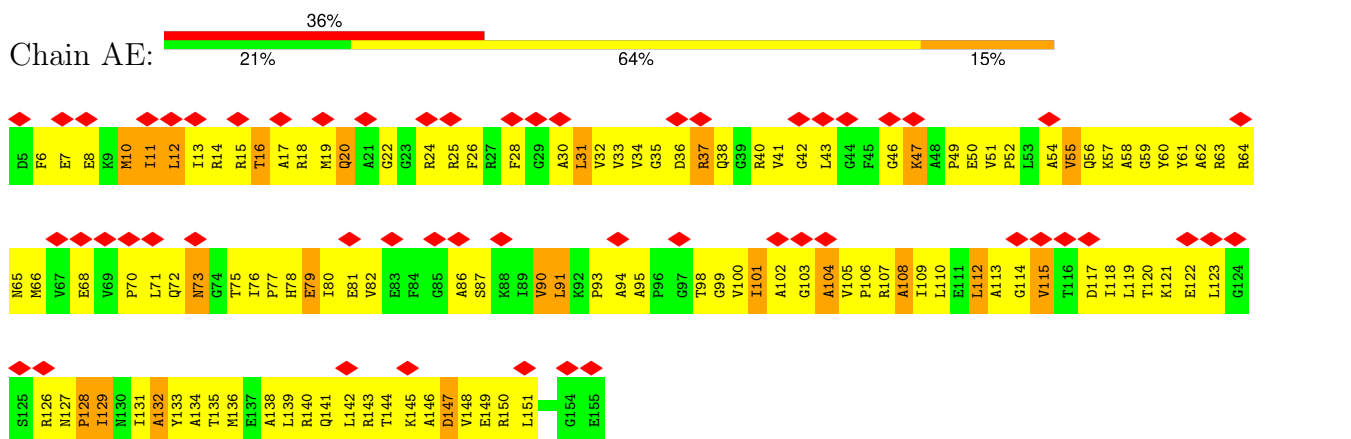 36%
Chain AE:
21% 64% 15%
D5 F6 E7 E8 K9 M10 I11 L12 I13 R14 R15 T16 A17 R18 M19 Q20 A21 G22 G23 R24 R25 F26 R27 F28 G29 A30 L31 V32 V33 V34 G35 D36 R37 Q38 G39 R40 V41 G42 L43 G44 F45 G46 K47 A48 P49 E50 V51 P52 L53 A54 V55 Q56 K57 A58 G59 Y60 Y61 A62 R63 R64
N65 M66 V67 E68 V69 P70 L71 Q72 N73 G74 T75 I76 P77 H78 E79 I80 E81 V82 E83 F84 G85 A86 S87 K88 I89 V90 L91 K92 P93 A94 A95 P96 G97 T98 G99 V100 I101 A102 G103 A104 V105 P106 R107 A108 I109 L110 E111 L112 A113 G114 V115 T116 D117 I118 L119 T120 K121 E122 L123 G124
S125 R126 N127 P128 I129 N130 I131 A132 Y133 A134 T135 M136 E137 A138 L139 R140 Q141 L142 R143 T144 K145 A146 D147 V148 E149 R150 L151 G154 E155